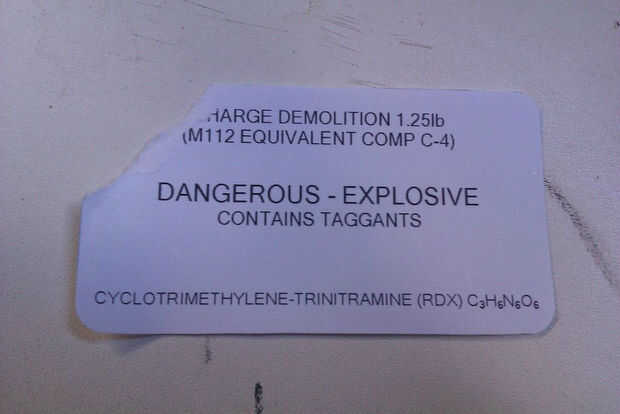 HARGE DEMOLITION 1.25lb
(M112 EQUIVALENT COMP C-4)
DANGEROUS - EXPLOSIVE
CONTAINS TAGGANTS
CYCLOTRIMETHYLENE-TRINITRAMINE (RDX) C₃H₆N₆O₆